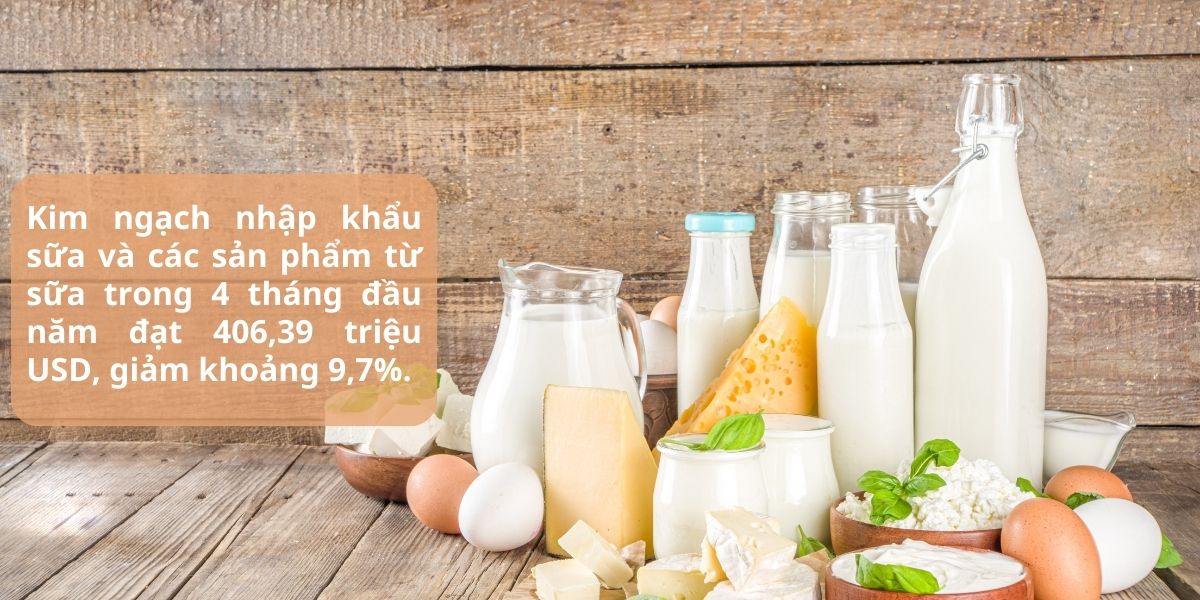 Kim ngạch nhập khẩu
sữa và các sản phẩm từ
sữa trong 4 tháng đầu
năm đạt 406,39 triệu
USD, giảm khoảng 9,7%.